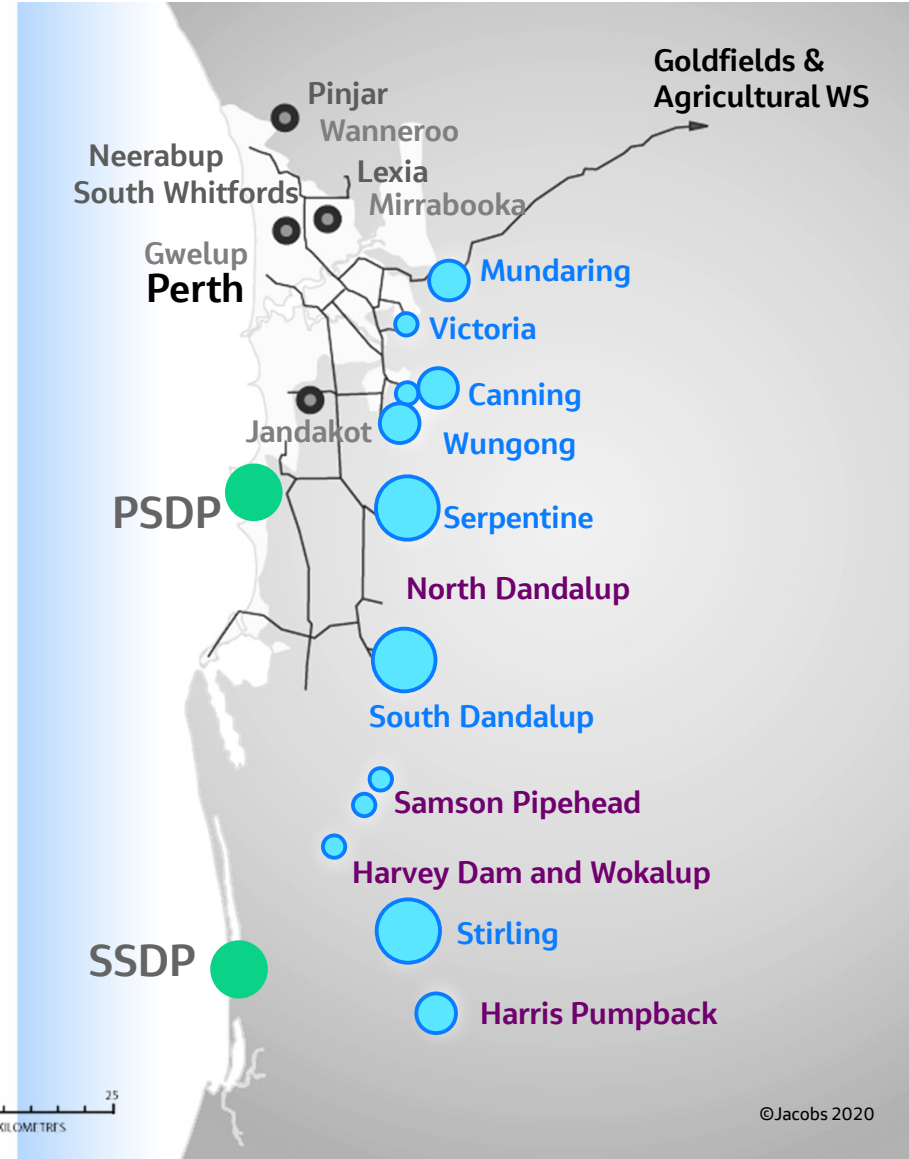 Goldfields &
Agricultural WS
Pinjar
Wanneroo
Neerabup
Lexia
South Whitfords
Mirrabooka
Gwelup
Perth
Mundaring
Victoria
Canning
Jandakot
Wungong
PSDP
Serpentine
North Dandalup
South Dandalup
Samson Pipehead
Harvey Dam and Wokalup
Stirling
SSDP
Harris Pumpback
25
©Jacobs 2020